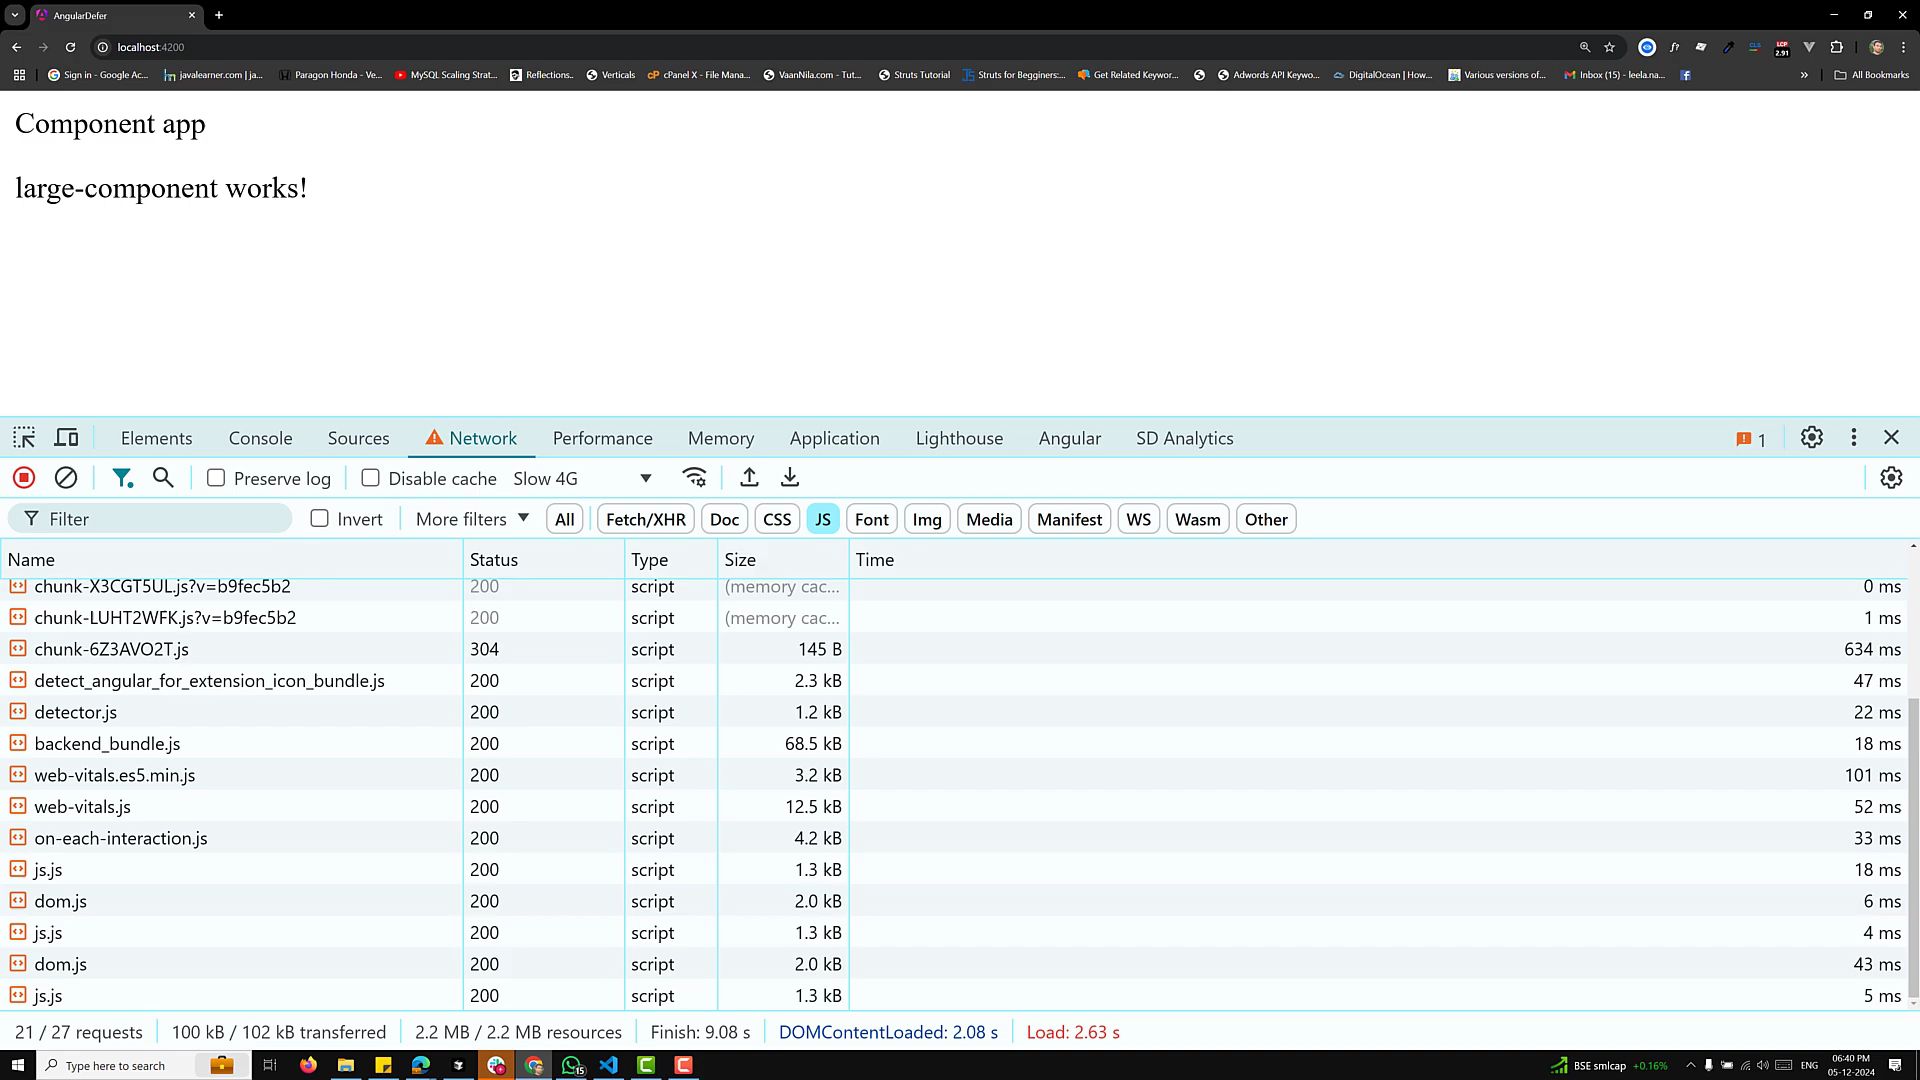 AngularDefer
localhost:4200
LCP
2.91
Sign in - Google Ac...
javalearner.com | ja...
Paragon Honda - Ve...
MySQL Scaling Strat...
Reflections..
Verticals
cPanel X - File Mana...
VaanNila.com - Tut...
Struts Tutorial
Struts for Begginers:...
Get Related Keywor...
Adwords API Keywo...
DigitalOcean | How...
Various versions of...
Inbox (15) - leela.na...
All Bookmarks
Component app
large-component works!
Elements Console Sources Network Performance Memory Application Lighthouse Angular SD Analytics 1
Preserve log Disable cache Slow 4G
Filter Invert More filters All Fetch/XHR Doc CSS JS Font Img Media Manifest WS Wasm Other
Name Status Type Size Time
chunk-X3CGT5UL.js?v=b9fec5b2 200 script (memory cac... 0 ms
chunk-LUHT2WFK.js?v=b9fec5b2 200 script (memory cac... 1 ms
chunk-6Z3AVO2T.js 304 script 145 B 634 ms
detect_angular_for_extension_icon_bundle.js 200 script 2.3 kB 47 ms
detector.js 200 script 1.2 kB 22 ms
backend_bundle.js 200 script 68.5 kB 18 ms
web-vitals.es5.min.js 200 script 3.2 kB 101 ms
web-vitals.js 200 script 12.5 kB 52 ms
on-each-interaction.js 200 script 4.2 kB 33 ms
js.js 200 script 1.3 kB 18 ms
dom.js 200 script 2.0 kB 6 ms
js.js 200 script 1.3 kB 4 ms
dom.js 200 script 2.0 kB 43 ms
js.js 200 script 1.3 kB 5 ms
21 / 27 requests 100 kB / 102 kB transferred 2.2 MB / 2.2 MB resources Finish: 9.08 s DOMContentLoaded: 2.08 s Load: 2.63 s
Type here to search
15
BSE smlcap +0.16%
ENG
06:40 PM
05-12-2024